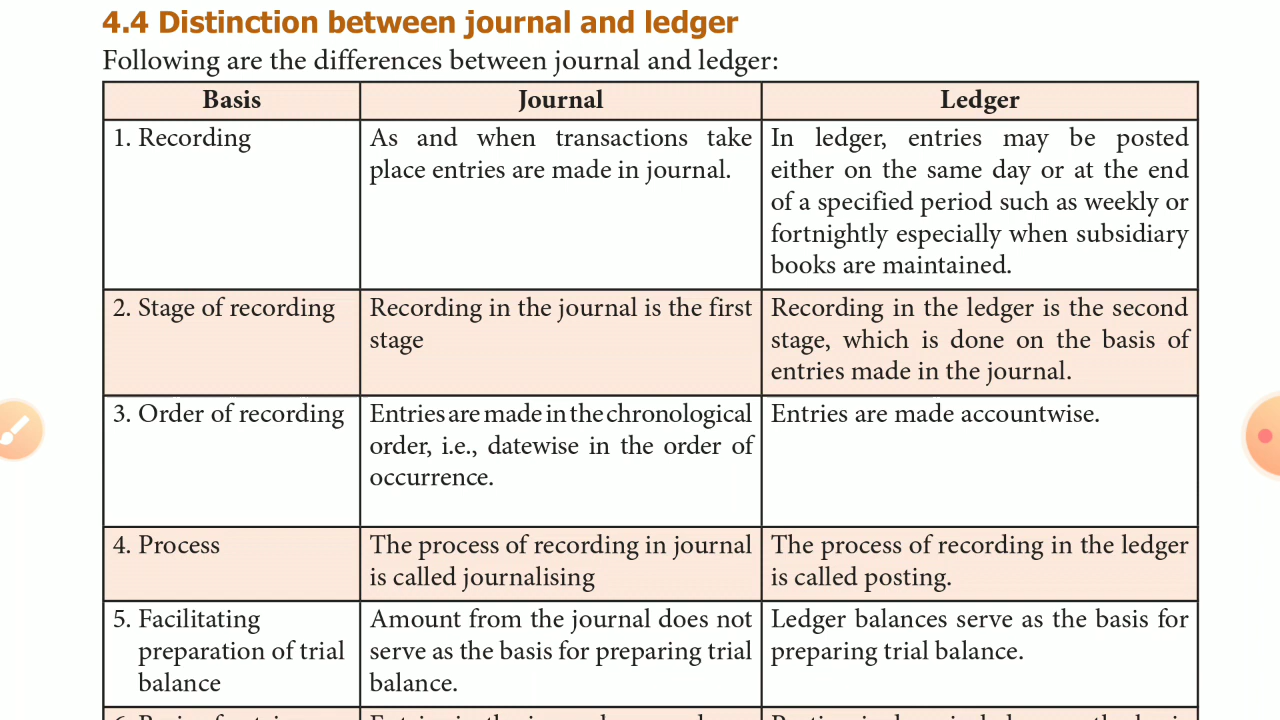 4.4 Distinction between journal and ledger
Following are the differences between journal and ledger:
Basis
Journal
Ledger
1. Recording
As and when transactions take
place entries are made in journal.
In ledger, entries may be posted
either on the same day or at the end
of a specified period such as weekly or
fortnightly especially when subsidiary
books are maintained.
2. Stage of recording
Recording in the journal is the first
stage
Recording in the ledger is the second
stage, which is done on the basis of
entries made in the journal.
3. Order of recording
Entries are made in the chronological
order, i.e., datewise in the order of
occurrence.
Entries are made accountwise.
4. Process
The process of recording in journal
is called journalising
The process of recording in the ledger
is called posting.
5. Facilitating
preparation of trial
balance
Amount from the journal does not
serve as the basis for preparing trial
balance.
Ledger balances serve as the basis for
preparing trial balance.